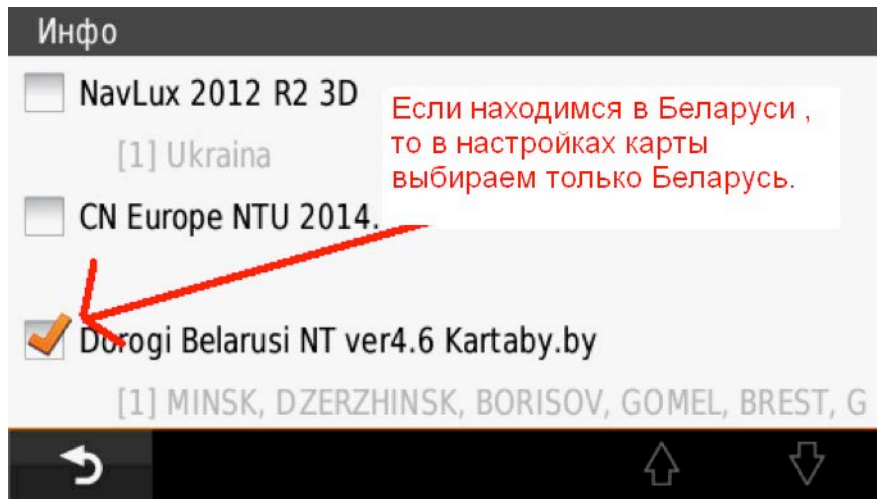 Инфо
NavLux 2012 R2 3D
[1] Ukraina
Если находимся в Беларуси ,
то в настройках карты
выбираем только Беларусь.
CN Europe NTU 2014.
Dorogi Belarusi NT ver4.6 Kartaby.by
[1] MINSK, DZERZHINSK, BORISOV, GOMEL, BREST, G